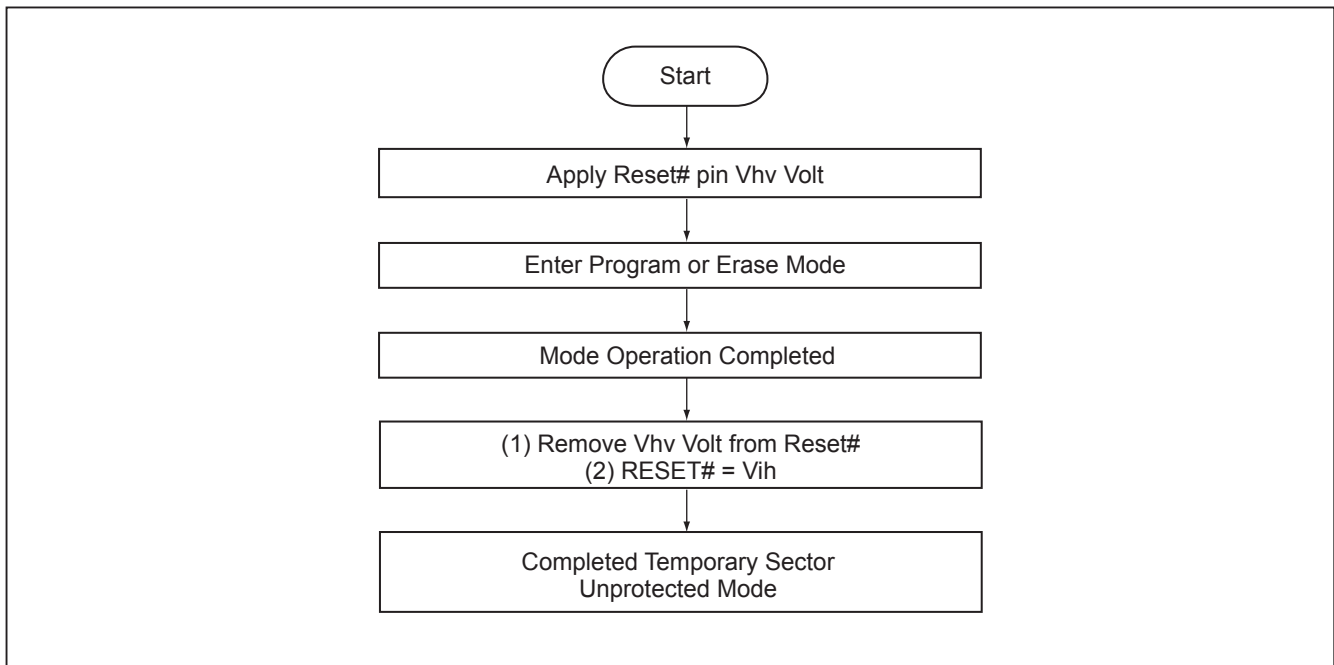 Start
Apply Reset# pin Vhv Volt
Enter Program or Erase Mode
Mode Operation Completed
(1) Remove Vhv Volt from Reset#
(2) RESET# = Vih
Completed Temporary Sector
Unprotected Mode